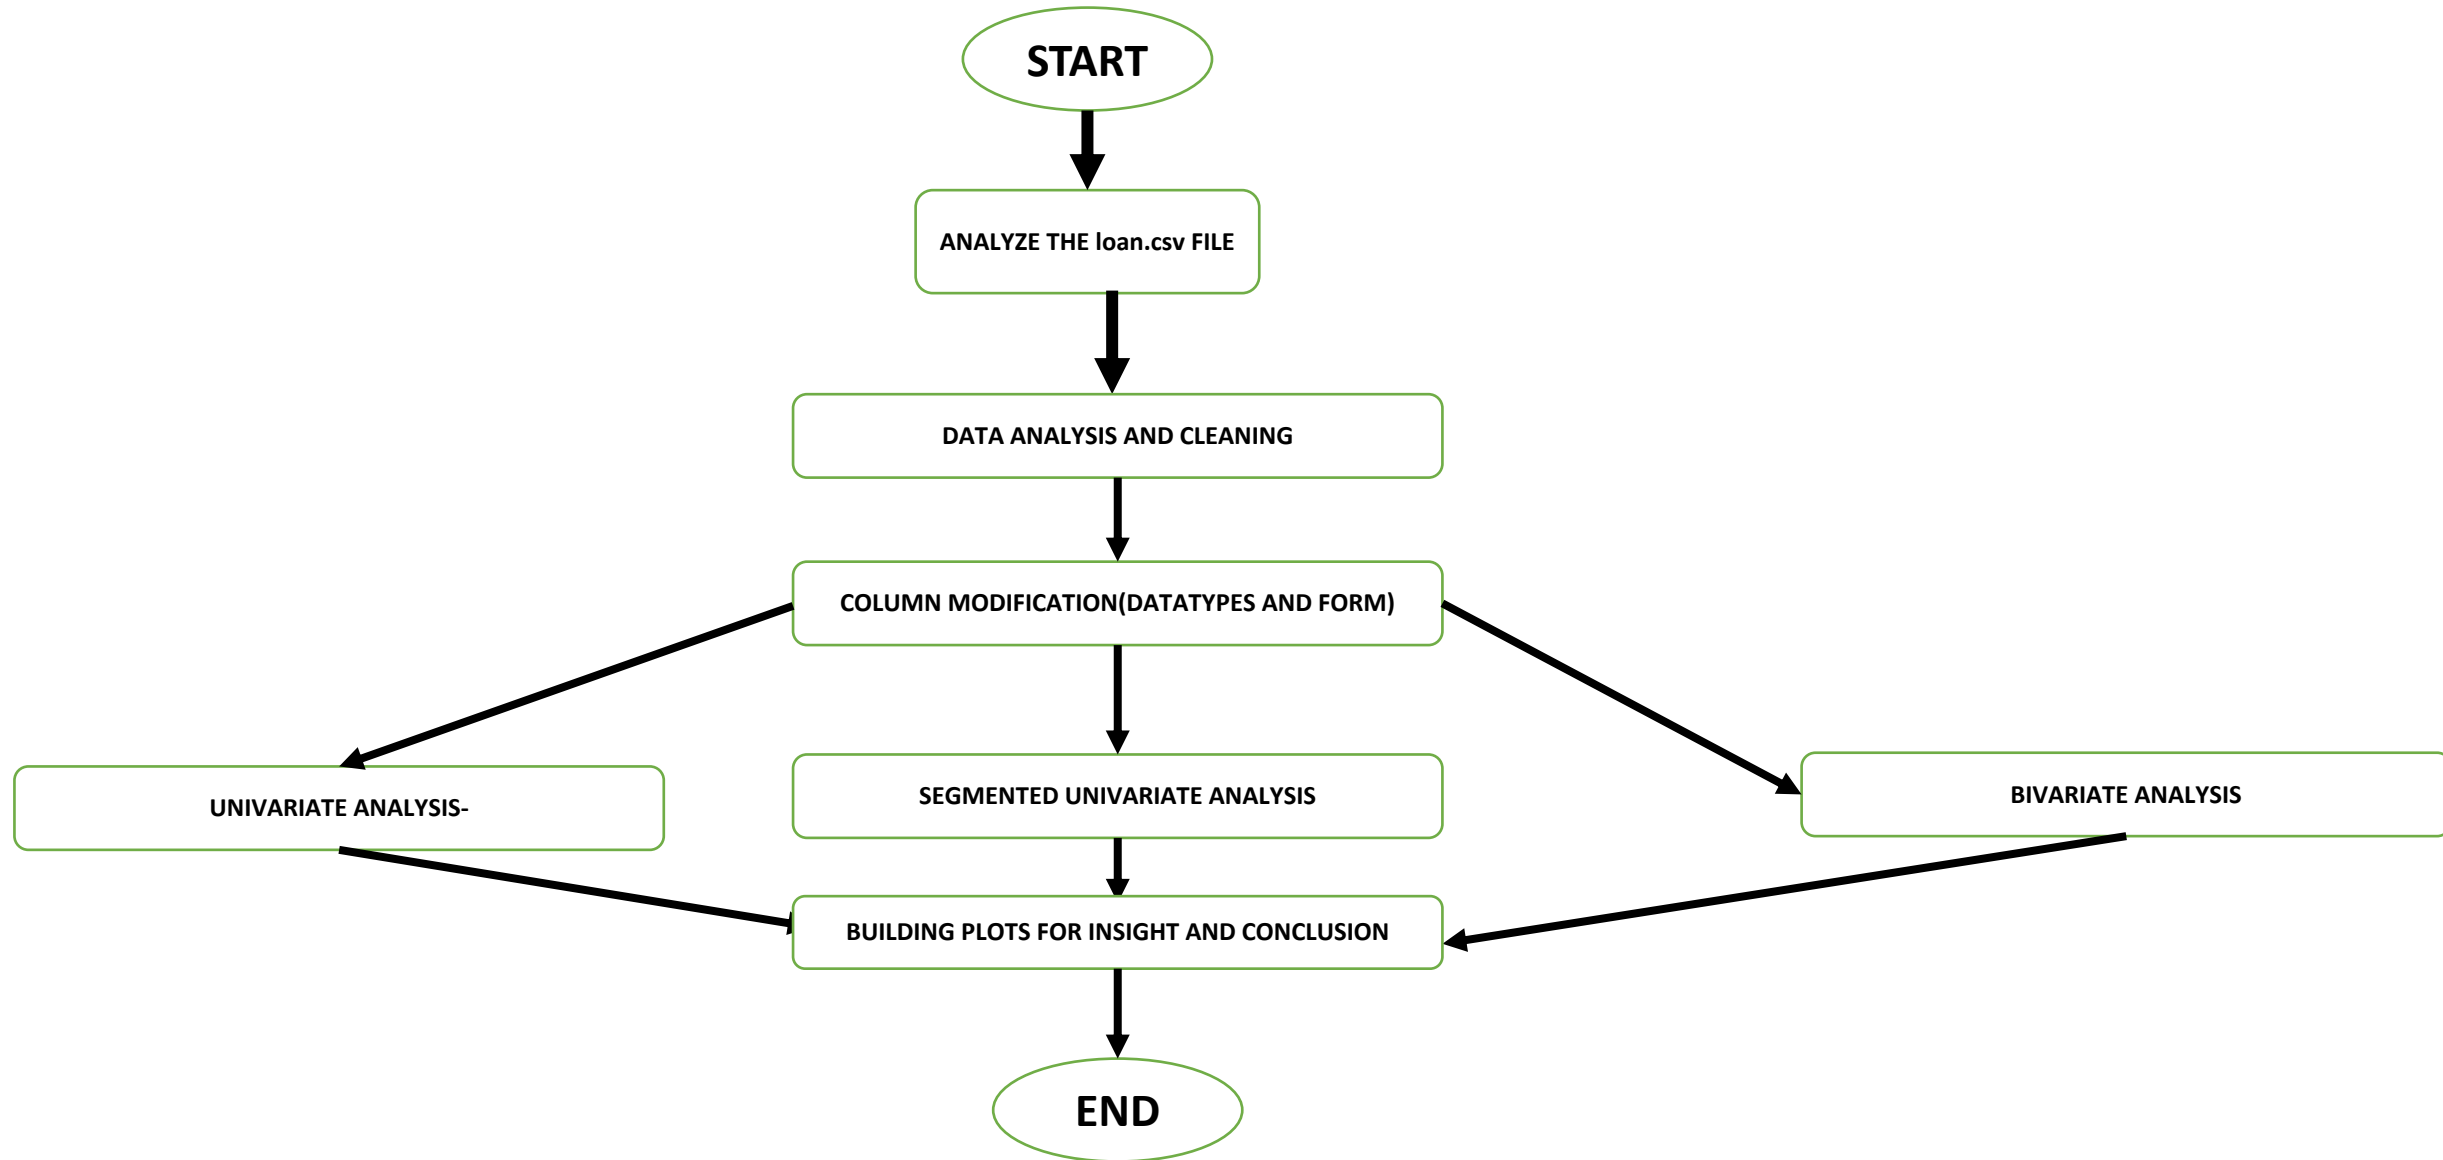 START
ANALYZE THE loan.csv FILE
DATA ANALYSIS AND CLEANING
COLUMN MODIFICATION(DATATYPES AND FORM)
UNIVARIATE ANALYSIS-
SEGMENTED UNIVARIATE ANALYSIS
BIVARIATE ANALYSIS
BUILDING PLOTS FOR INSIGHT AND CONCLUSION
END